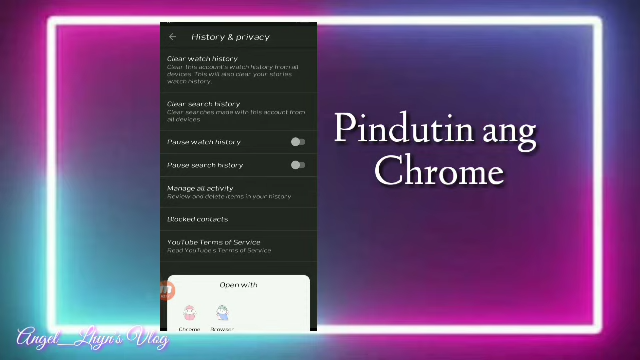 History & privacy
Clear watch history
Clear this account's watch history from all
devices. This will also clear your stories
watch history.
Clear search history
Clear searches made with this account from
all devices.
Pause watch history
Pause search history
Manage all activity
Review and delete items in your history
Blocked contacts
YouTube Terms of Service
Read YouTube's Terms of Service
Open with
Chrome
Browser
Pindutin ang
Chrome
Angel_Lhyn's Vlog